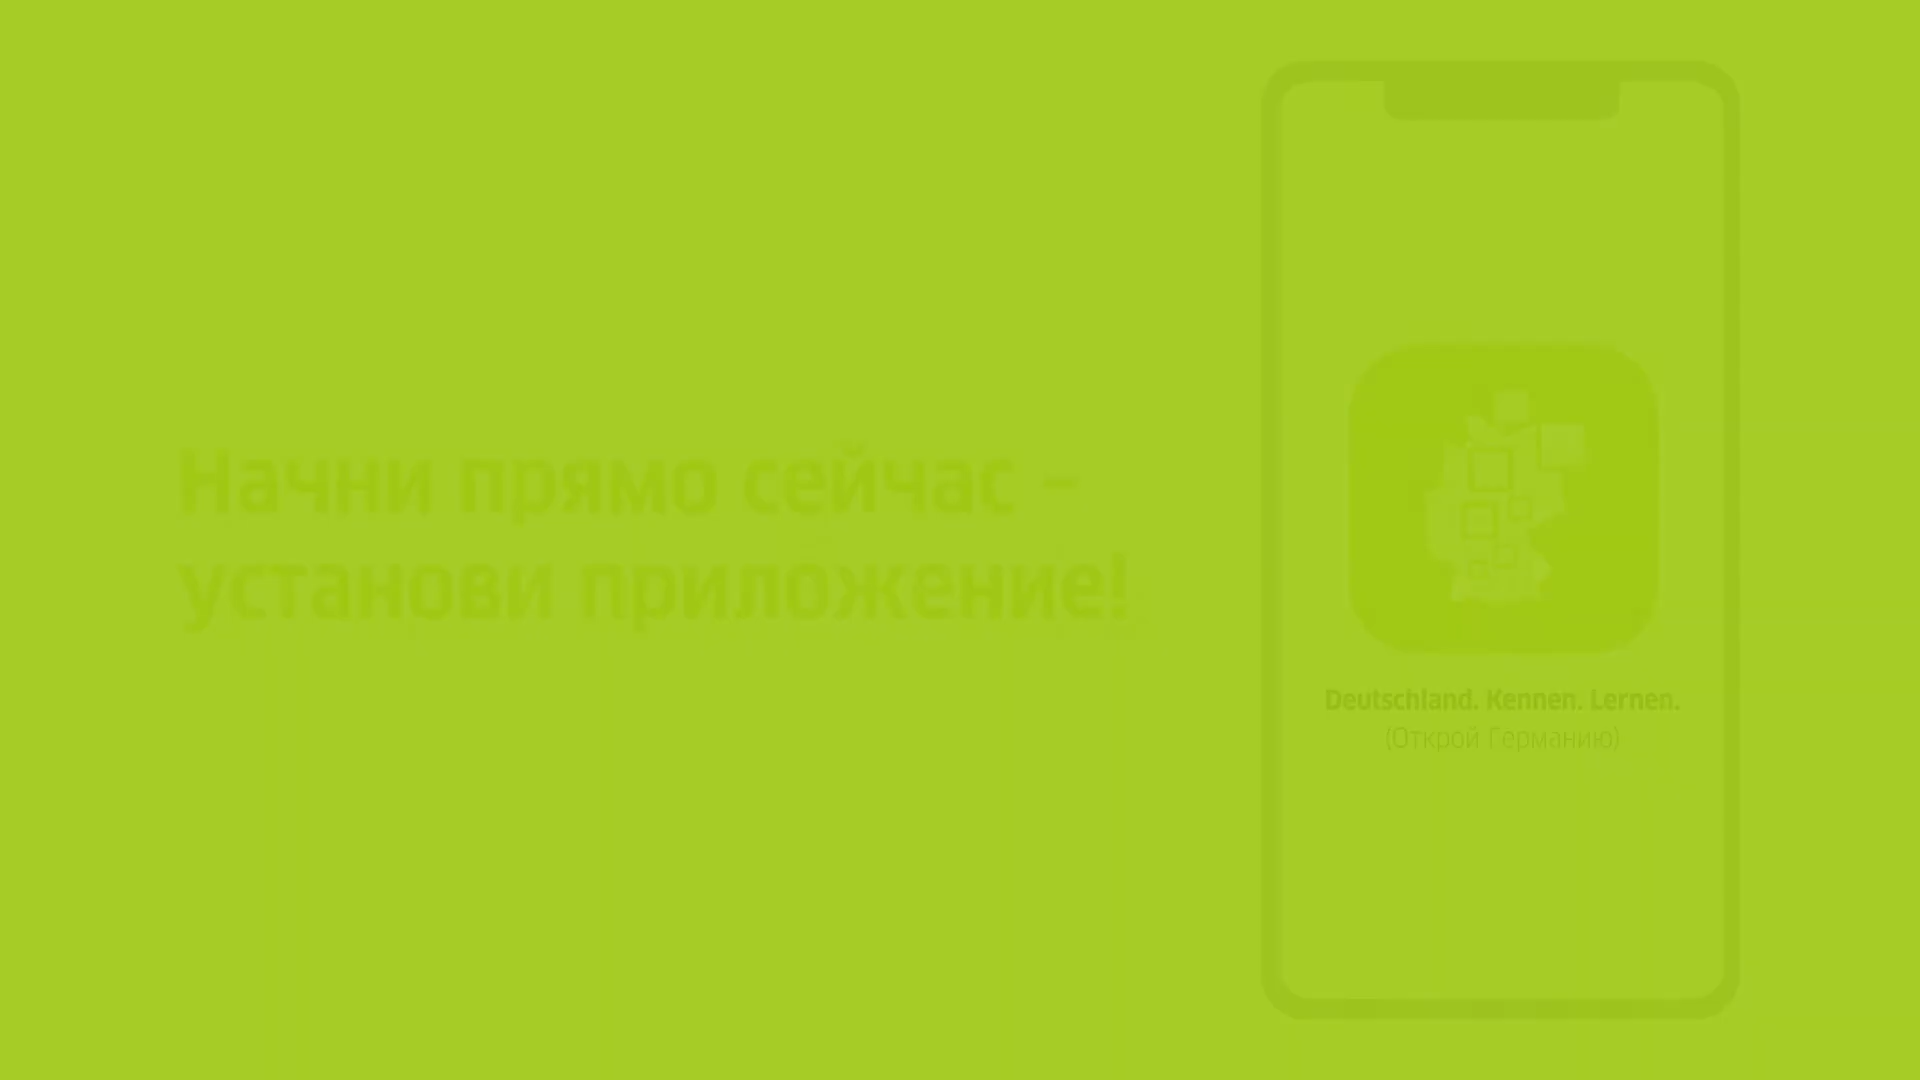 Начни прямо сейчас –
установи приложение!
Deutschland. Kennen. Lernen.
(Открой Германию)